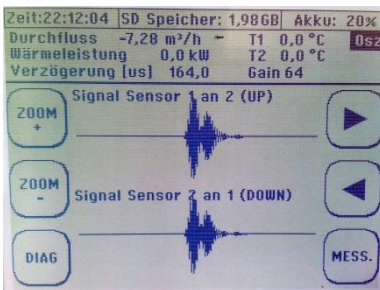 Zeit:22:12:04 SD Speicher: 1,98GB Akku: 20%
Durchfluss -7,28 m³/h - T1 0,0 °C Osz
Wärmeleistung 0,0 kW T2 0,0 °C
Verzögerung [us] 164,0 Gain 64
Signal Sensor 1 an 2 (UP)
ZOOM
+
ZOOM
-
Signal Sensor 2 an 1 (DOWN)
DIAG
MESS.